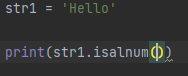 str1 = 'Hello'
print(str1.isalnum())